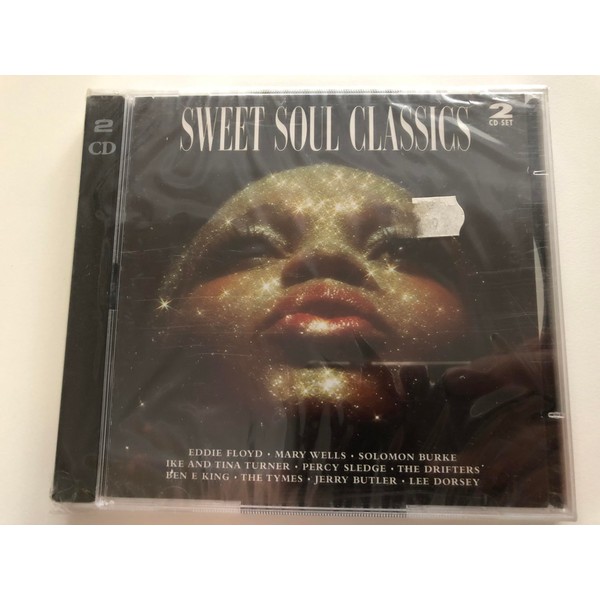 2
CD
SWEET SOUL CLASSICS
2
CD SET
EDDIE FLOYD · MARY WELLS · SOLOMON BURKE
IKE AND TINA TURNER · PERCY SLEDGE · THE DRIFTERS
BEN E KING · THE TYMES · JERRY BUTLER · LEE DORSEY